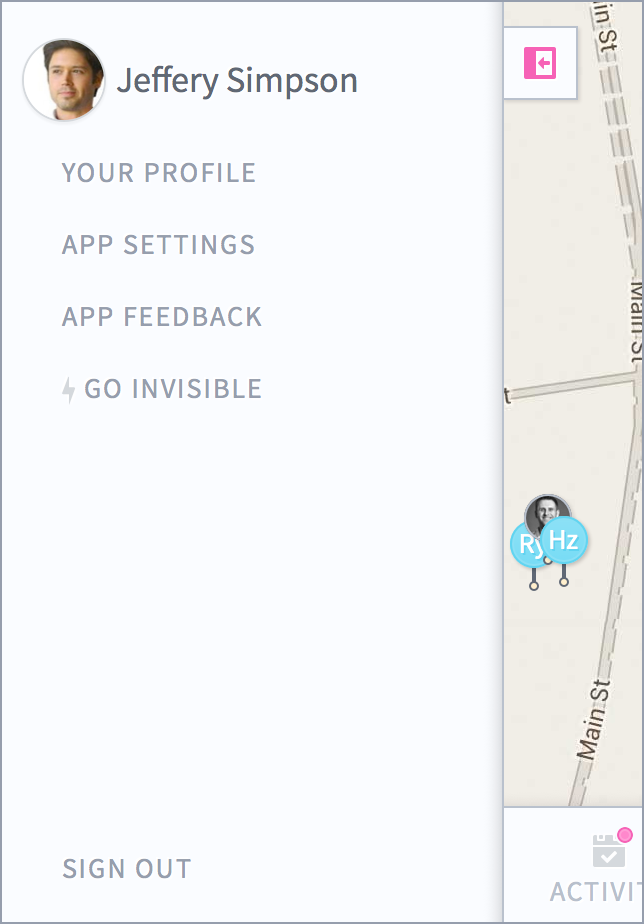 Jeffery Simpson
YOUR PROFILE
APP SETTINGS
APP FEEDBACK
GO INVISIBLE
SIGN OUT
in St
Main St
t
Ry
Hz
Main St
ACTIVIT